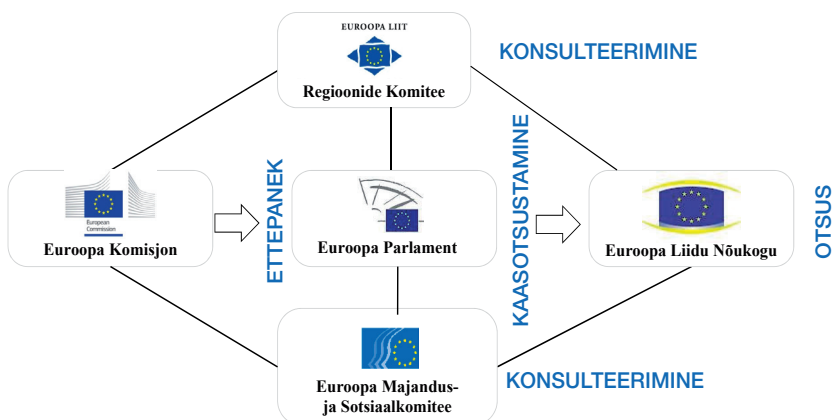 EUROOPA LIIT
Regioonide Komitee
KONSULTEERIMINE
European
Commission
Euroopa Komisjon
ETTEPANEK
Euroopa Parlament
KAASOTSUSTAMINE
Euroopa Liidu Nõukogu
OTSUS
Euroopa Majandus-
ja Sotsiaalkomitee
KONSULTEERIMINE